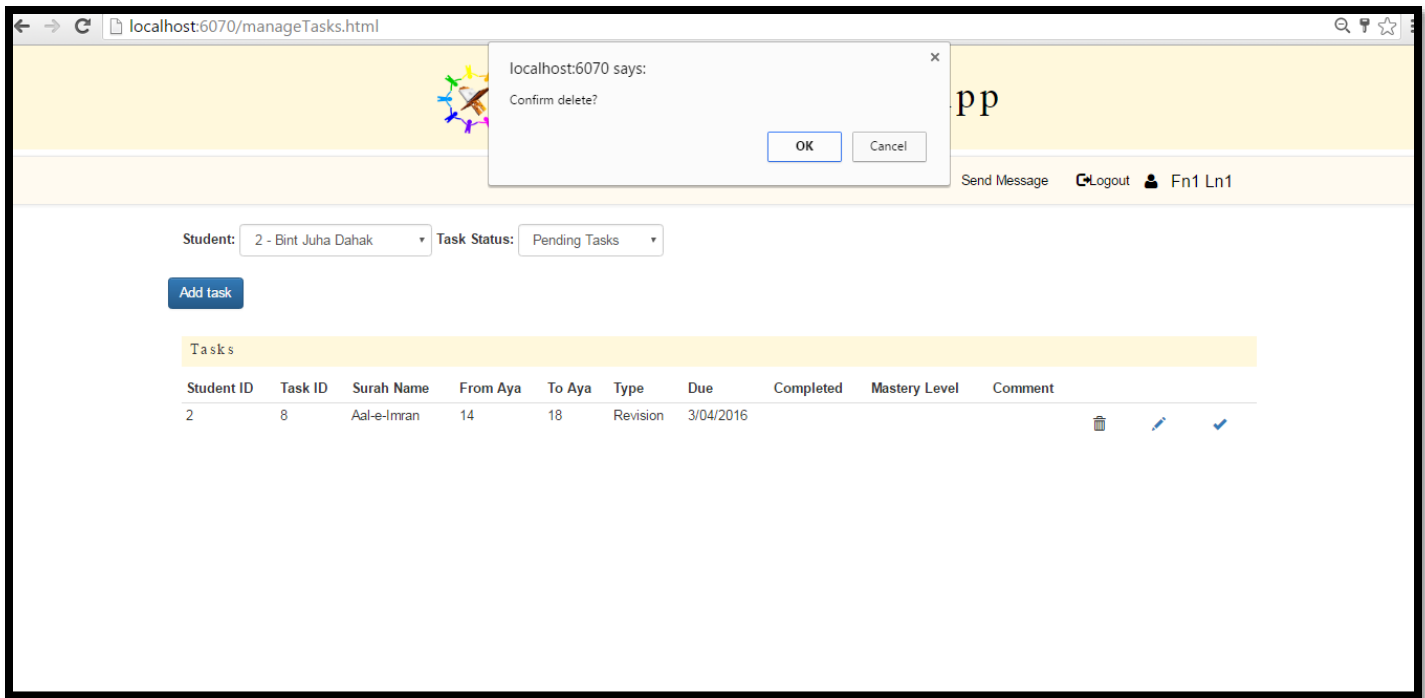 localhost:6070/manageTasks.html
localhost:6070 says:
Confirm delete?
OK Cancel
pp
Send Message Logout Fn1 Ln1
Student: 2 - Bint Juha Dahak Task Status: Pending Tasks
Add task
Tasks
Student ID Task ID Surah Name From Aya To Aya Type Due Completed Mastery Level Comment
2 8 Aal-e-Imran 14 18 Revision 3/04/2016